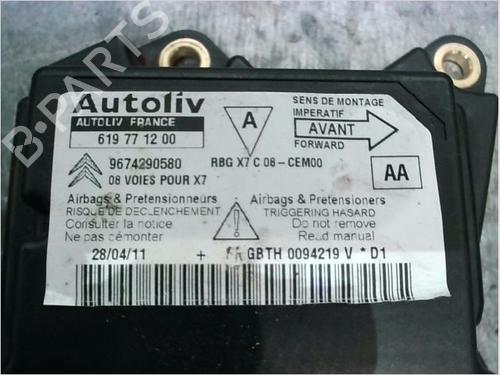 B-PARTS
Autoliv
AUTOLIV FRANCE
619 77 12 00
A
SENS DE MONTAGE
IMPERATIF
AVANT
FORWARD
9674290580
RBG X7 C 08-CEM00
08 VOIES POUR X7
AA
Airbags & Pretensionneurs
RISQUE DE DECLENCHEMENT
Consulter la notice
Ne pas démonter
Airbags & Pretensioners
TRIGGERING HASARD
Do not remove
Read manual
28/04/11 + FA GBTH 0094219 V * D1